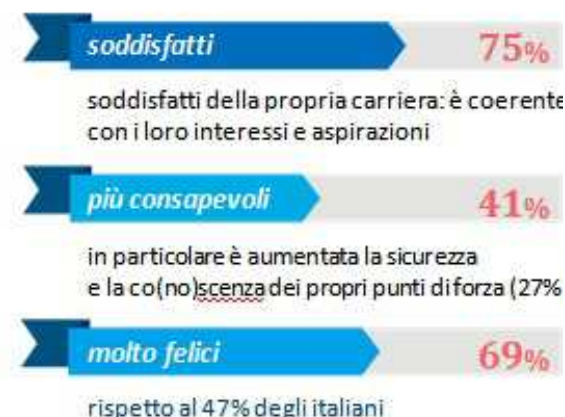 soddisfatti 75%
soddisfatti della propria carriera: è coerente
con i loro interessi e aspirazioni
più consapevoli 41%
in particolare è aumentata la sicurezza
e la co(no)scenza dei propri punti di forza (27%
molto felici 69%
rispetto al 47% degli italiani